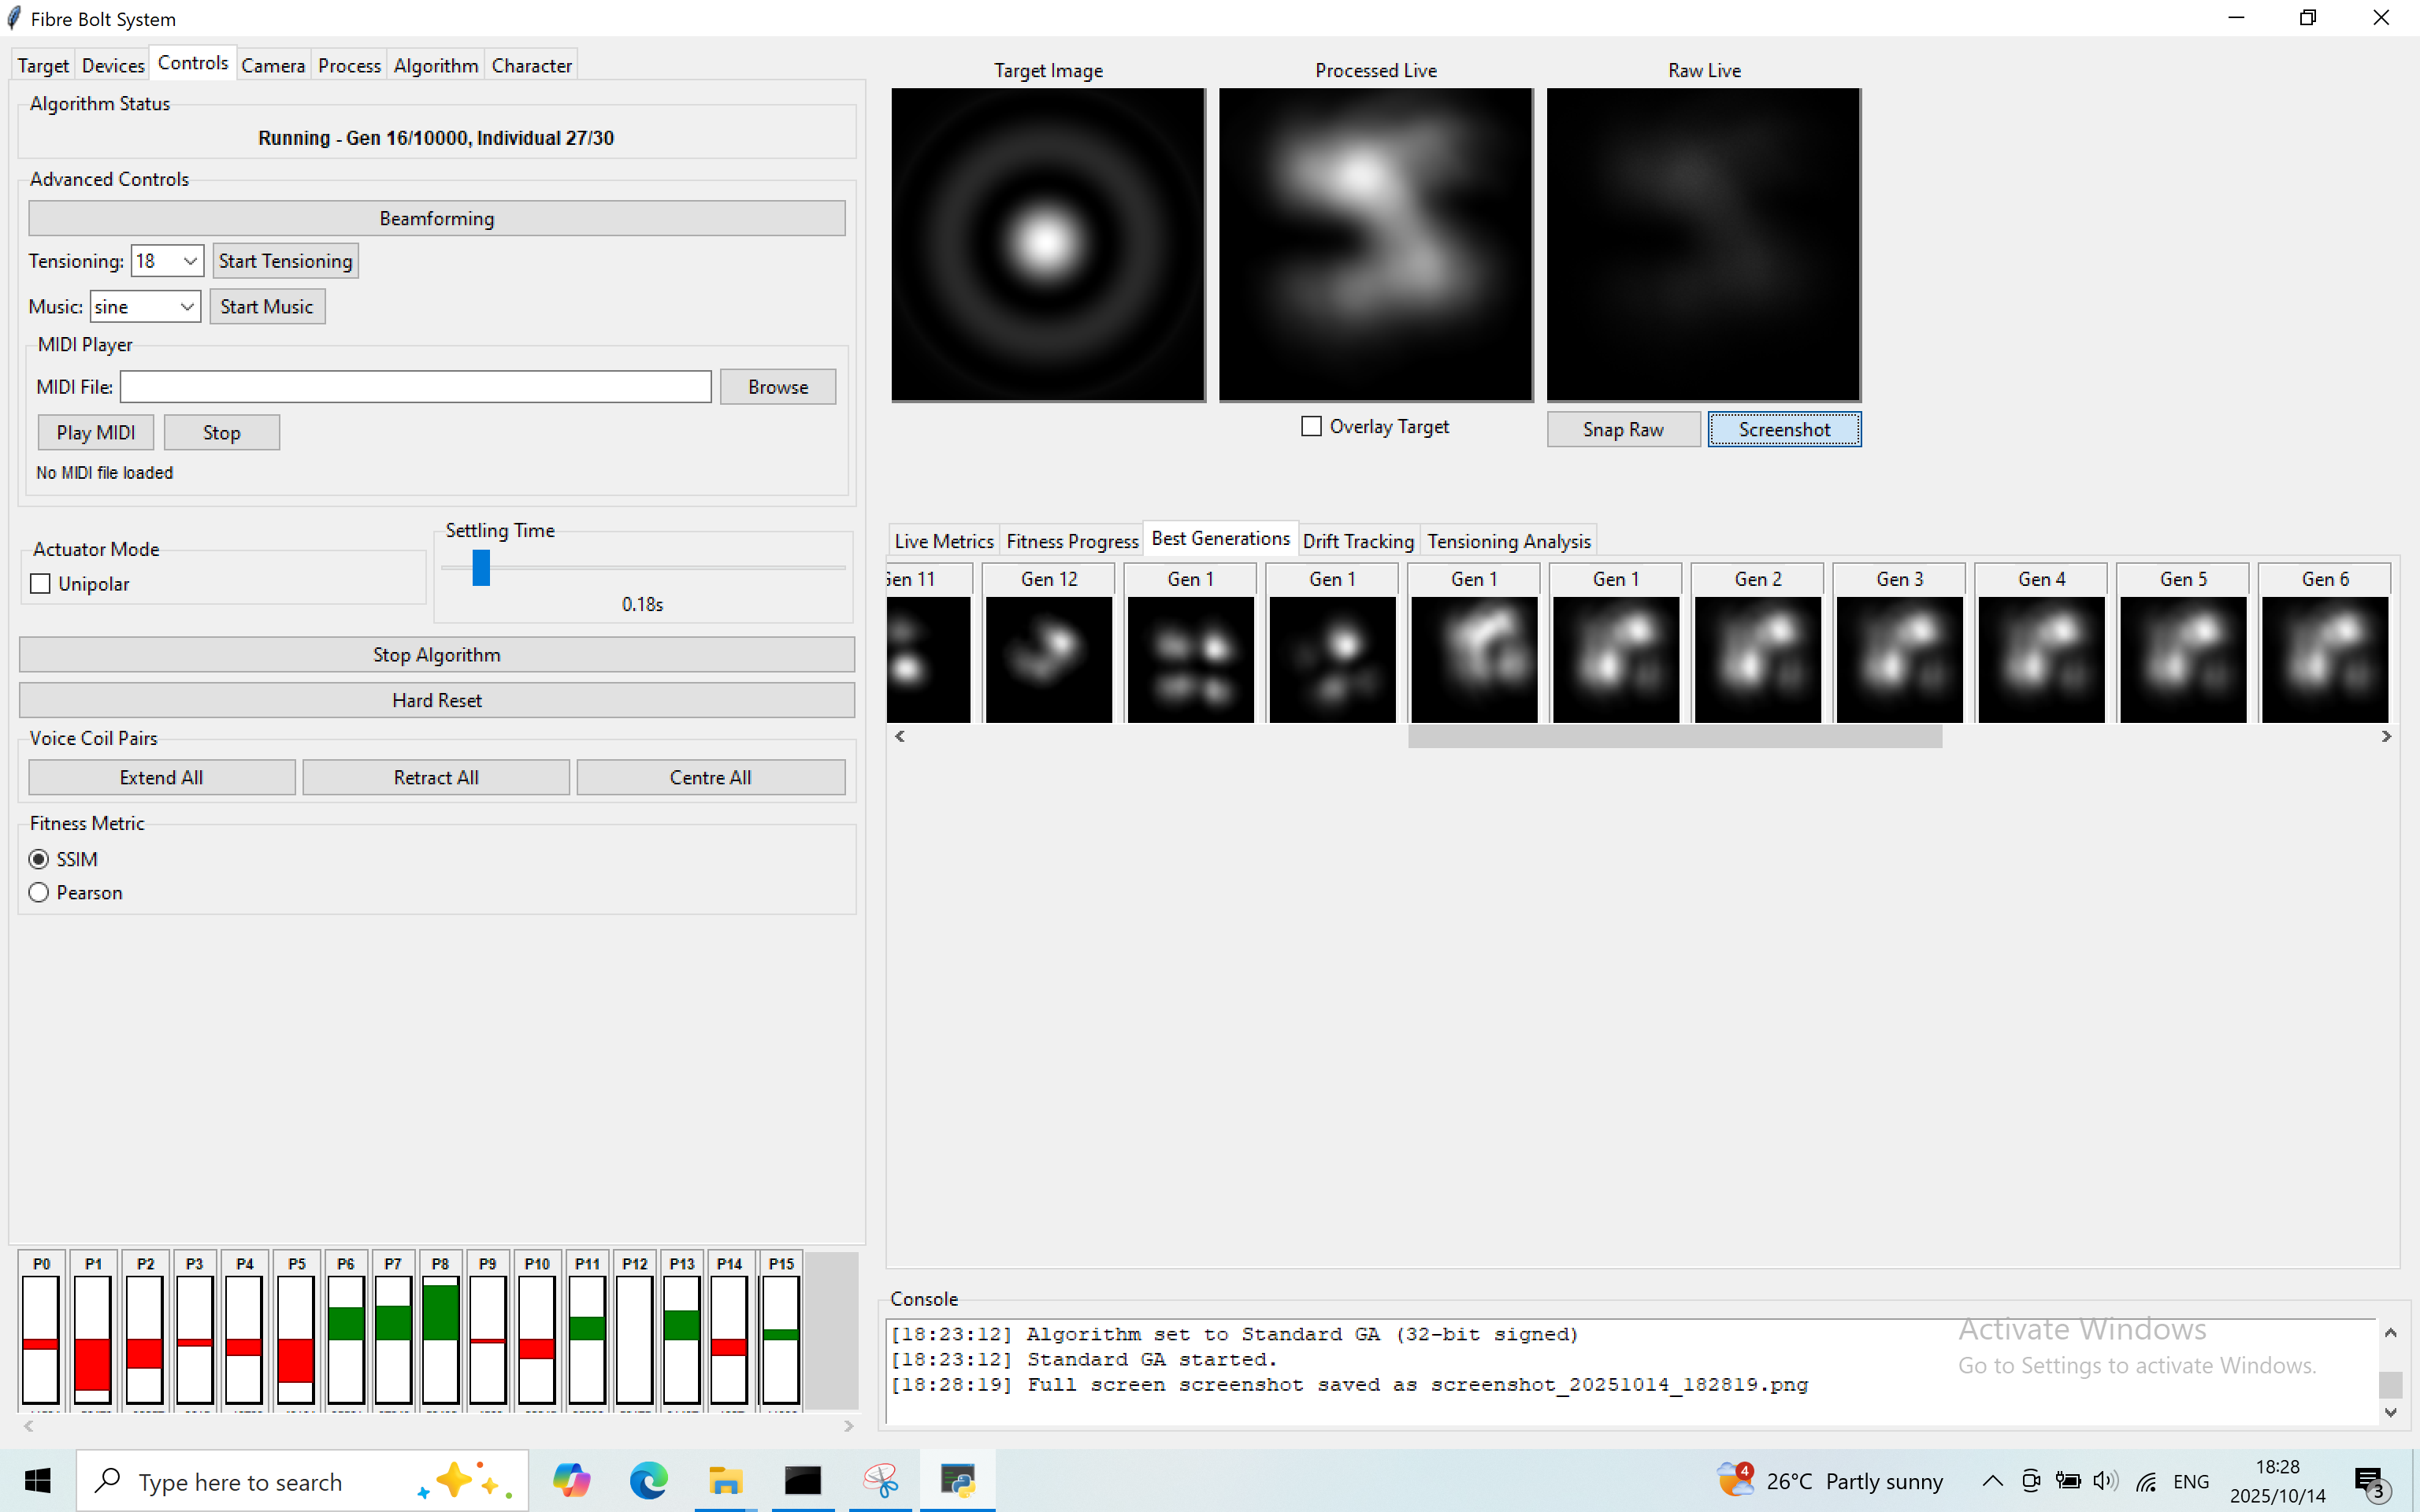 Fibre Bolt System
Target Devices Controls Camera Process Algorithm Character
Algorithm Status
Running - Gen 16/10000, Individual 27/30
Advanced Controls
Beamforming
Tensioning: 18 Start Tensioning
Music: sine Start Music
MIDI Player
MIDI File: Browse
Play MIDI Stop
No MIDI file loaded
Actuator Mode
Unipolar
Settling Time
0.18s
Stop Algorithm
Hard Reset
Voice Coil Pairs
Extend All Retract All Centre All
Fitness Metric
SSIM
Pearson
P0 P1 P2 P3 P4 P5 P6 P7 P8 P9 P10 P11 P12 P13 P14 P15
Target Image Processed Live Raw Live
Overlay Target Snap Raw Screenshot
Live Metrics Fitness Progress Best Generations Drift Tracking Tensioning Analysis
Gen 11 Gen 12 Gen 1 Gen 1 Gen 1 Gen 1 Gen 2 Gen 3 Gen 4 Gen 5 Gen 6
Console
[18:23:12] Algorithm set to Standard GA (32-bit signed)
[18:23:12] Standard GA started.
[18:28:19] Full screen screenshot saved as screenshot_20251014_182819.png
Activate Windows
Go to Settings to activate Windows.
Type here to search
4
26°C Partly sunny
ENG
18:28
2025/10/14
3